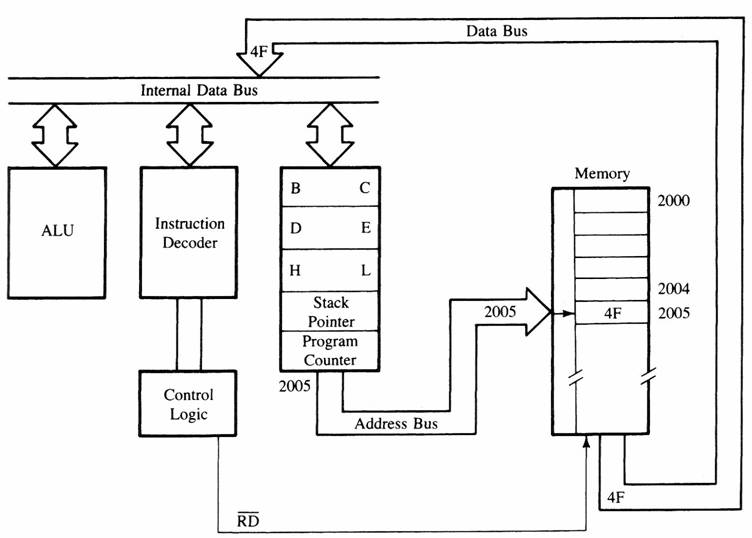 Data Bus
4F
Internal Data Bus
ALU
Instruction
Decoder
B C
D E
H L
Stack
Pointer
Program
Counter
2005
Control
Logic
Address Bus
2005
Memory
2000
2004
4F 2005
4F
RD